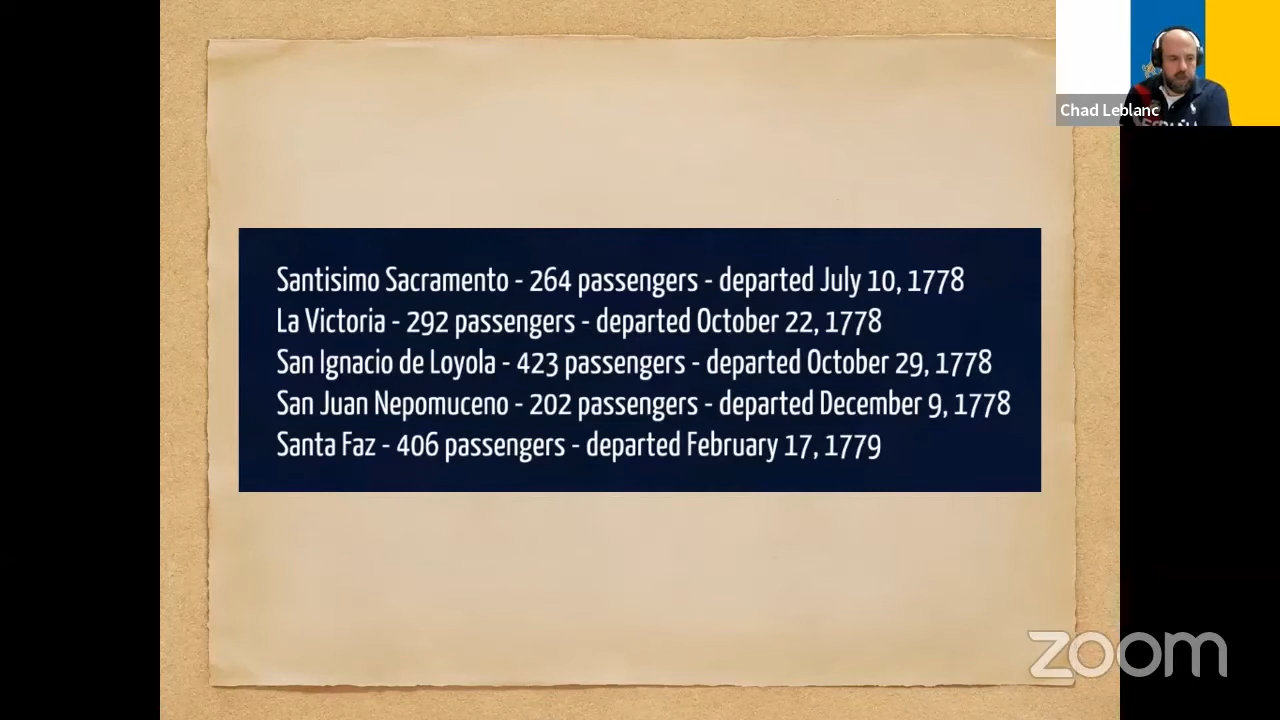 Chad Leblanc
Santisimo Sacramento - 264 passengers - departed July 10, 1778
La Victoria - 292 passengers - departed October 22, 1778
San Ignacio de Loyola - 423 passengers - departed October 29, 1778
San Juan Nepomuceno - 202 passengers - departed December 9, 1778
Santa Faz - 406 passengers - departed February 17, 1779
zoom